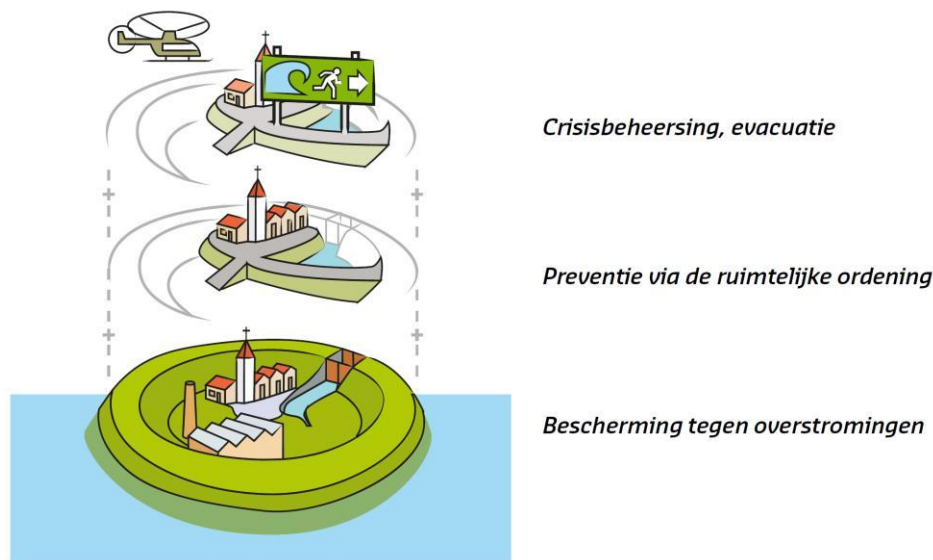 Crisisbeheersing, evacuatie
Preventie via de ruimtelijke ordening
Bescherming tegen overstromingen